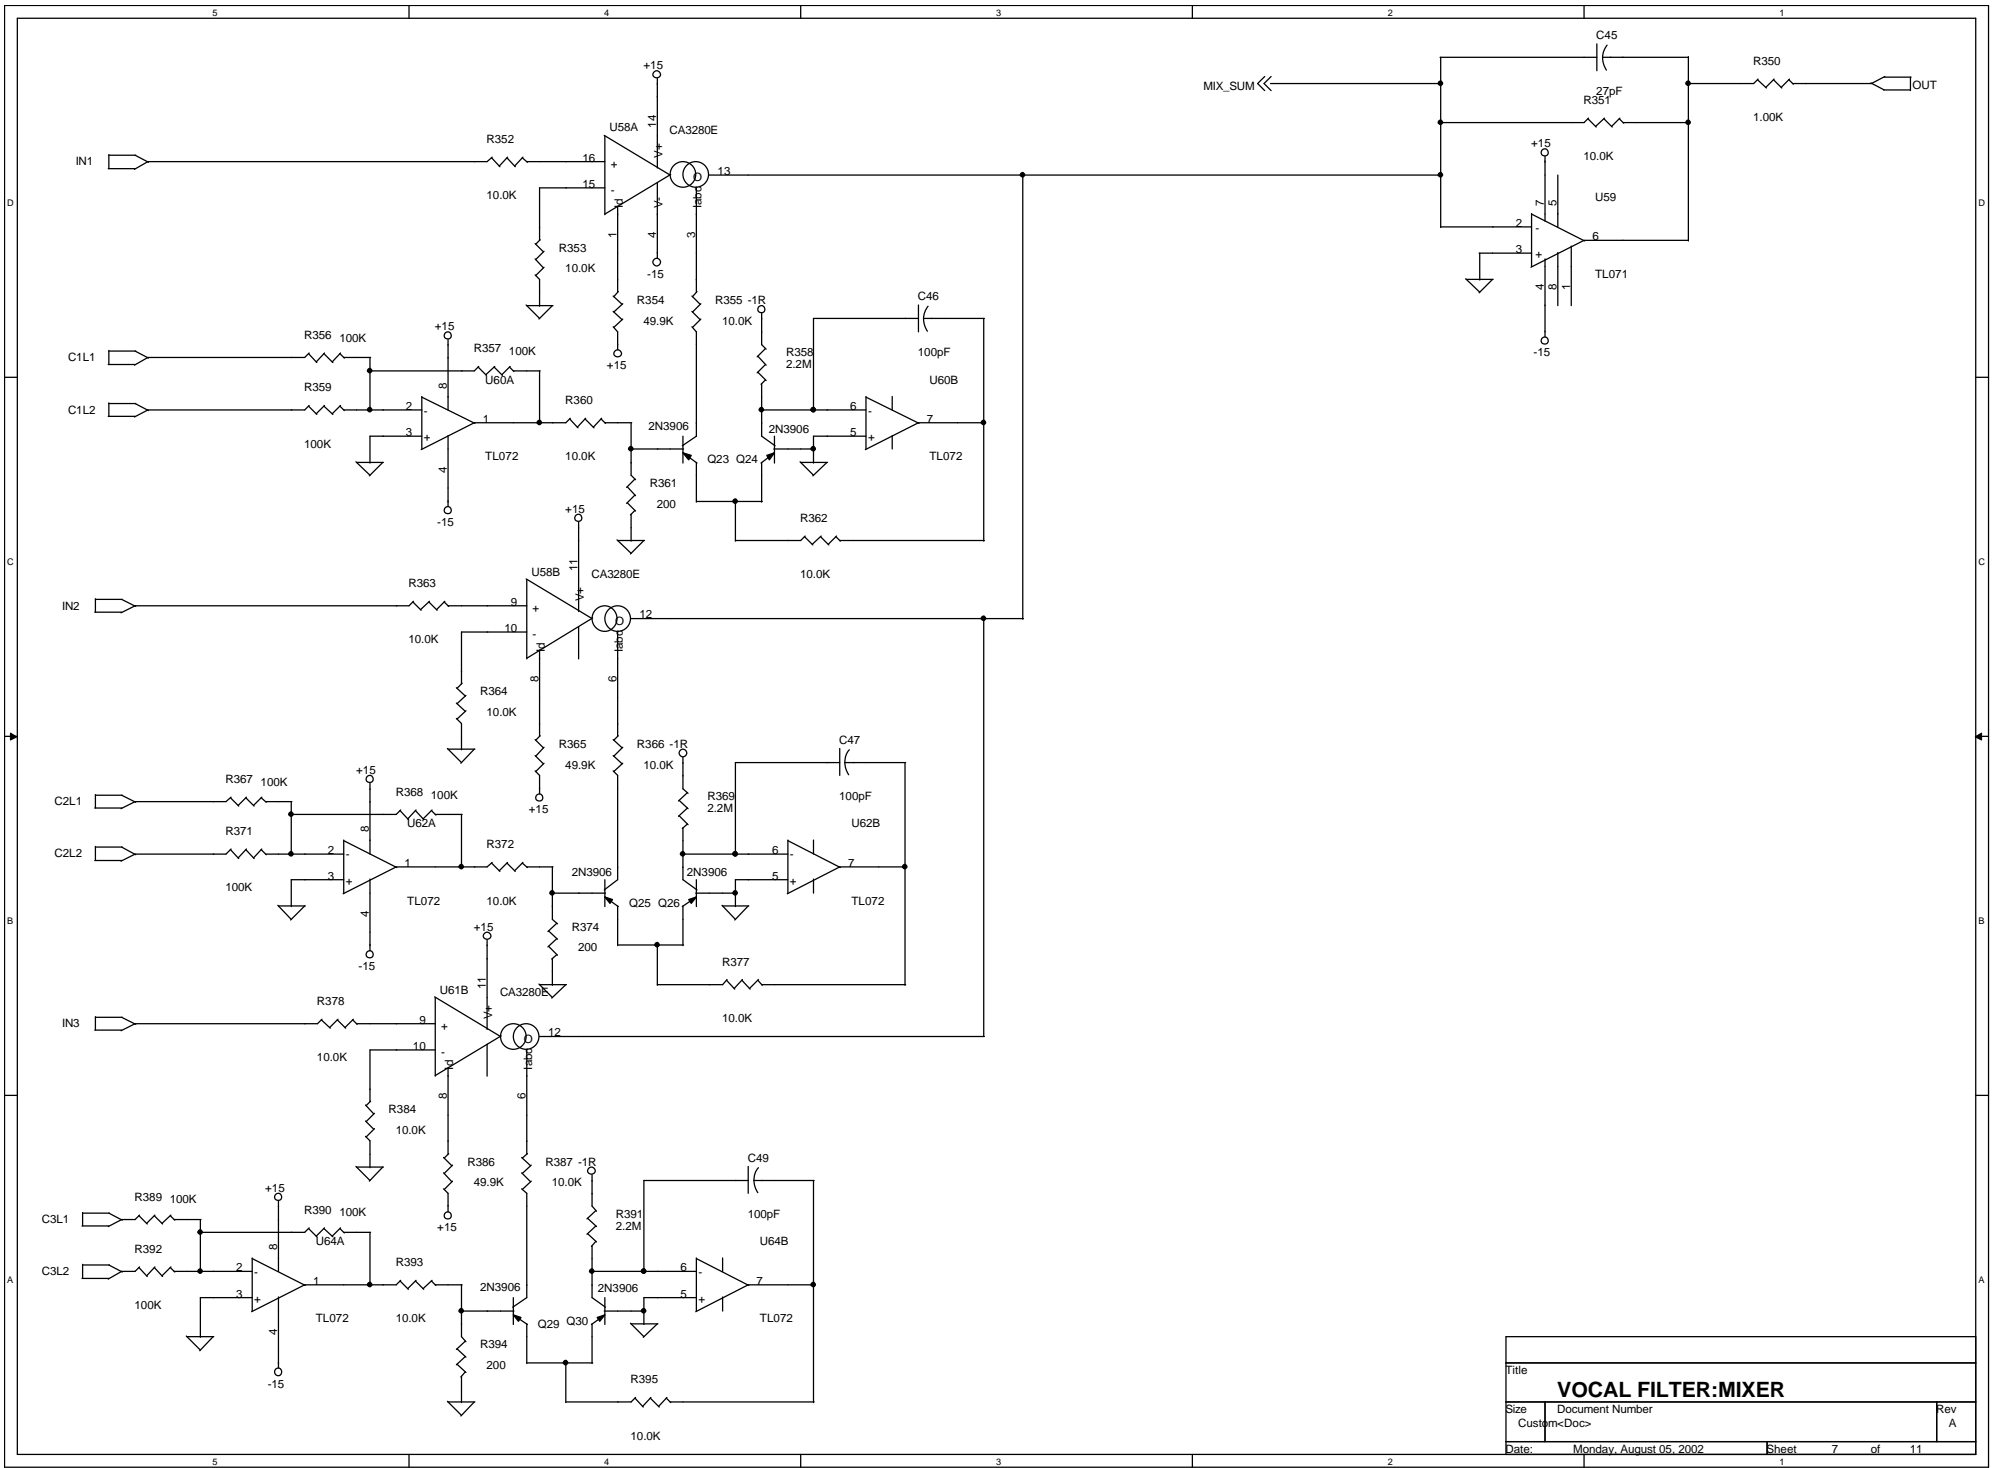 5 4 3 2 1
D
C
B
A
D
C
B
A
C45
27pF
MIX_SUM
R350
1.00K
OUT
R351
10.0K
+15
U59
7 5
2
-
3
+
6
TL071
4 8 1
-15
+15
14
U58A
CA3280E
V+
IN1
R352
10.0K
16
+
15
-
13
O
Iabc
Id
V-
1
4
3
-15
R353
10.0K
R354
49.9K
+15
R355
10.0K
-1R
C46
100pF
R358
2.2M
U60B
C1L1
R356
100K
+15
R357
100K
U60A
8
C1L2
R359
100K
2
-
3
+
1
4
TL072
-15
R360
10.0K
2N3906
Q23
Q24
2N3906
6
-
5
+
7
TL072
R361
200
R362
10.0K
+15
11
U58B
CA3280E
V+
IN2
R363
10.0K
9
+
10
-
12
O
Iabc
Id
8
6
R364
10.0K
R365
49.9K
+15
R366
10.0K
-1R
C47
100pF
R369
2.2M
U62B
C2L1
R367
100K
+15
R368
100K
U62A
8
C2L2
R371
100K
2
-
3
+
1
4
TL072
-15
R372
10.0K
2N3906
Q25
Q26
2N3906
6
-
5
+
7
TL072
R374
200
R377
10.0K
+15
11
U61B
CA3280E
V+
IN3
R378
10.0K
9
+
10
-
12
O
Iabc
Id
8
6
R384
10.0K
R386
49.9K
+15
R387
10.0K
-1R
C49
100pF
R391
2.2M
U64B
C3L1
R389
100K
+15
R390
100K
U64A
8
C3L2
R392
100K
2
-
3
+
1
4
TL072
-15
R393
10.0K
2N3906
Q29
Q30
2N3906
6
-
5
+
7
TL072
R394
200
R395
10.0K
Title
VOCAL FILTER:MIXER
Size Document Number Rev
Custom<Doc> A
Date: Monday, August 05, 2002 Sheet 7 of 11
5 4 3 2 1